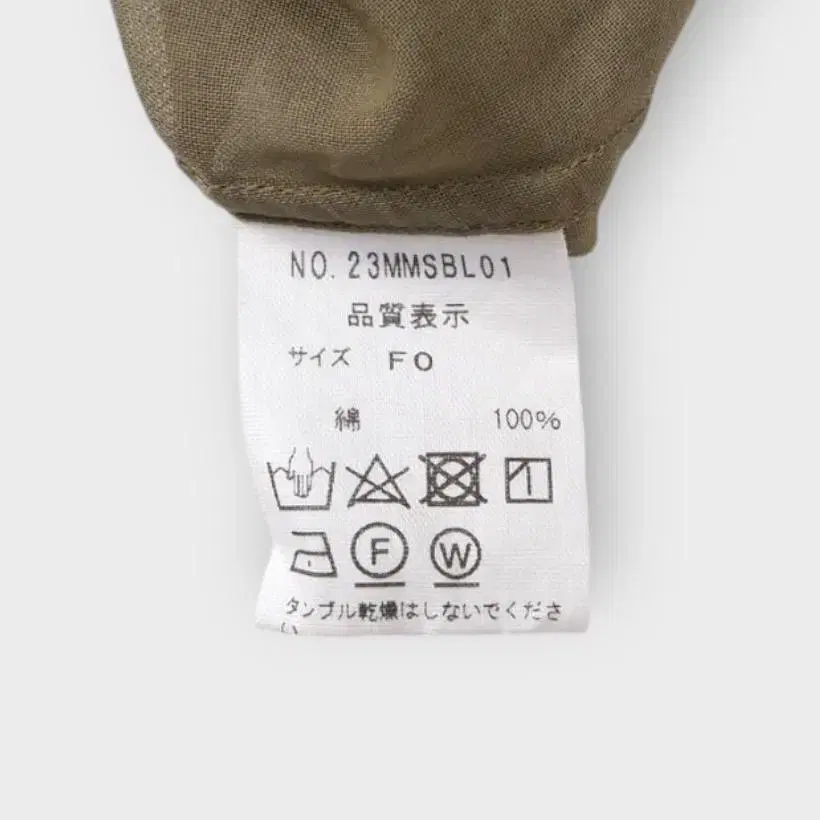 NO. 23MMSBL01
品質表示
サイズ FO
綿 100%
F W
タンブル乾燥はしないでくださ
い